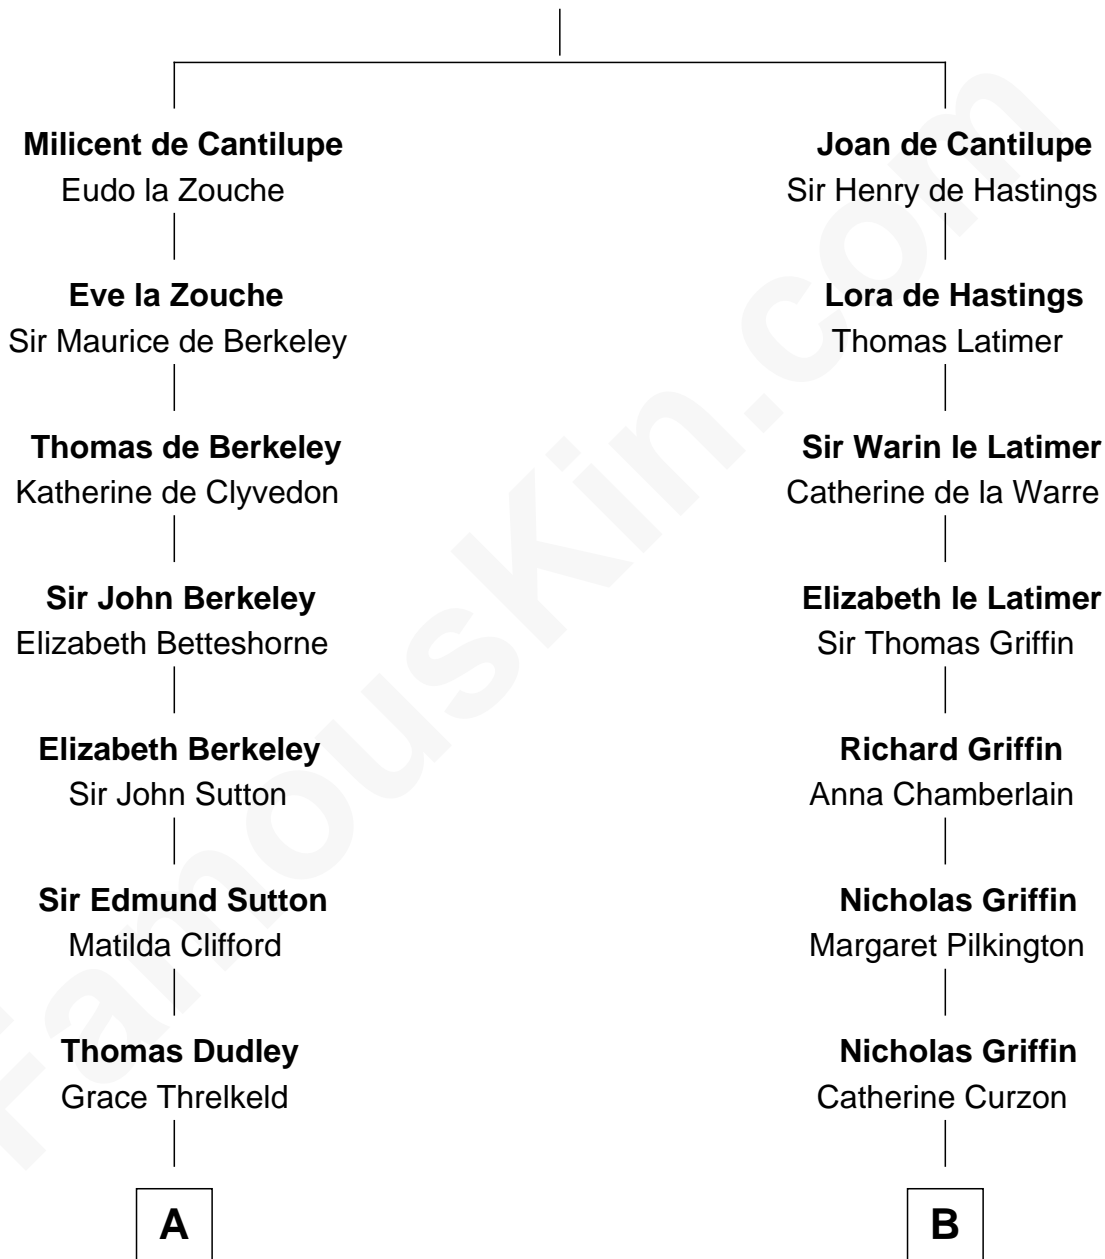 Milicent de Cantilupe
Eudo la Zouche
Eve la Zouche
Sir Maurice de Berkeley
Thomas de Berkeley
Katherine de Clyvedon
Sir John Berkeley
Elizabeth Betteshorne
Elizabeth Berkeley
Sir John Sutton
Sir Edmund Sutton
Matilda Clifford
Thomas Dudley
Grace Threlkeld
A
Joan de Cantilupe
Sir Henry de Hastings
Lora de Hastings
Thomas Latimer
Sir Warin le Latimer
Catherine de la Warre
Elizabeth le Latimer
Sir Thomas Griffin
Richard Griffin
Anna Chamberlain
Nicholas Griffin
Margaret Pilkington
Nicholas Griffin
Catherine Curzon
B
FamousKin.com